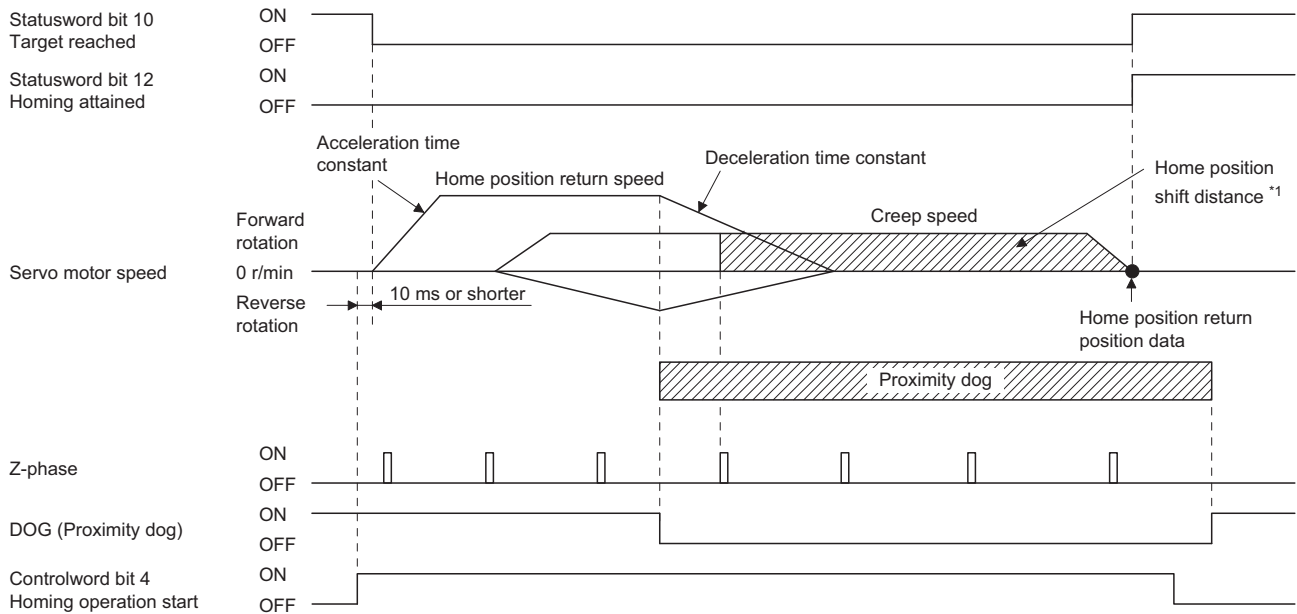 Statusword bit 10
Target reached
ON
OFF
Statusword bit 12
Homing attained
ON
OFF
Acceleration time
constant
Home position return speed
Deceleration time constant
Creep speed
Home position
shift distance *1
Servo motor speed
Forward
rotation
0 r/min
Reverse
rotation
10 ms or shorter
Home position return
position data
Proximity dog
Z-phase
ON
OFF
DOG (Proximity dog)
ON
OFF
Controlword bit 4
Homing operation start
ON
OFF